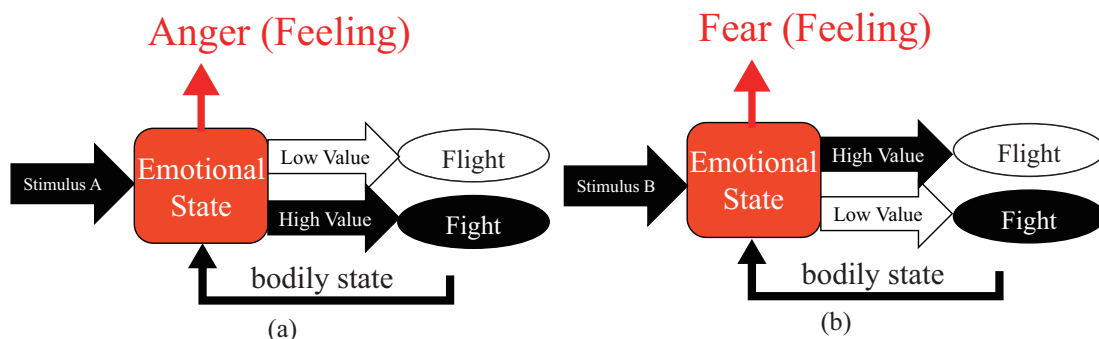 Anger (Feeling)
Stimulus A
Emotional
State
Low Value
High Value
Flight
Fight
bodily state
(a)
Fear (Feeling)
Stimulus B
Emotional
State
High Value
Low Value
Flight
Fight
bodily state
(b)